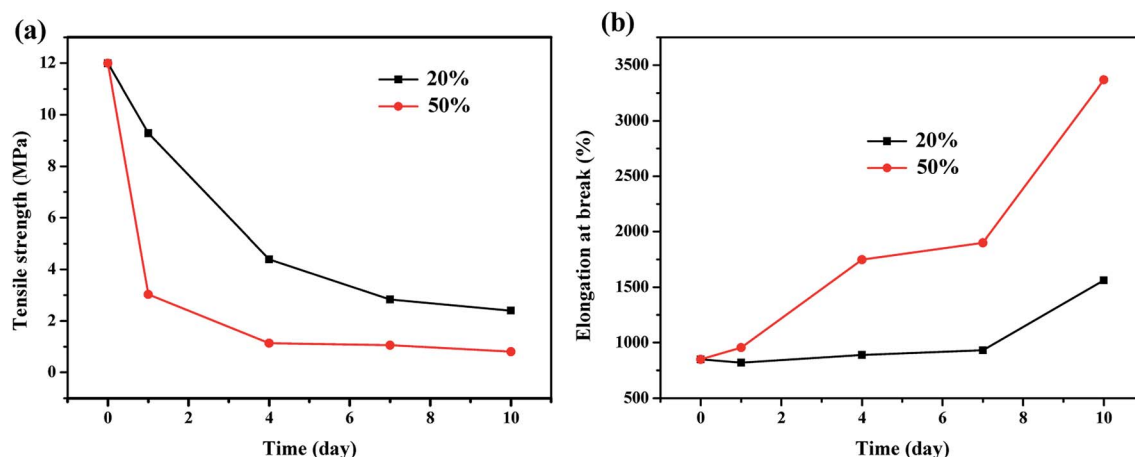 (a)
12
10
8
6
4
2
0
Tensile strength (MPa)
20%
50%
0 2 4 6 8 10
Time (day)
(b)
3500
3000
2500
2000
1500
1000
500
Elongation at break (%)
20%
50%
0 2 4 6 8 10
Time (day)